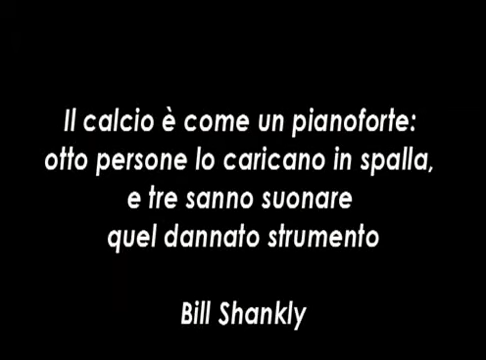 Il calcio è come un pianoforte:
otto persone lo caricano in spalla,
e tre sanno suonare
quel dannato strumento
Bill Shankly